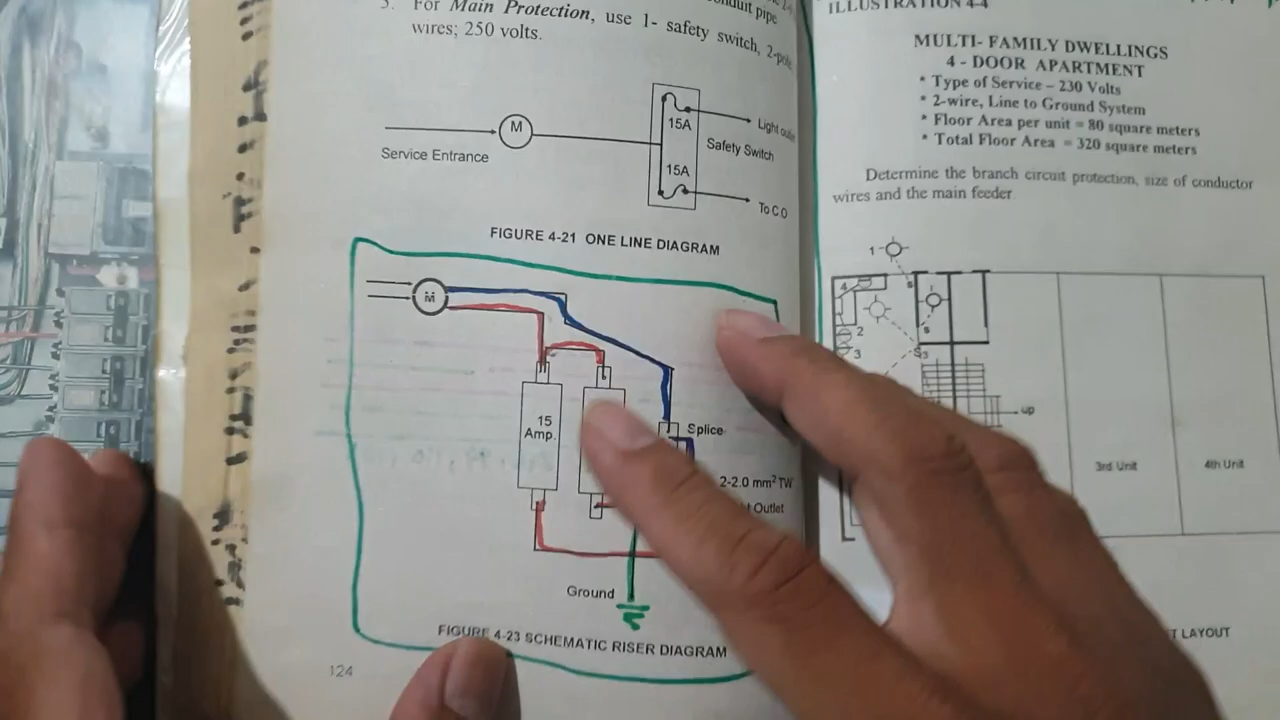 For Main Protection, use 1- safety switch, 2-pole
wires; 250 volts.
M
15A
Light
Service Entrance
Safety Switch
15A
To C.O
FIGURE 4-21 ONE LINE DIAGRAM
M
15
Amp.
Splice
2-2.0 mm² TW
Outlet
Ground
FIGURE 4-23 SCHEMATIC RISER DIAGRAM
124
ILLUSTRATION 4-4
MULTI- FAMILY DWELLINGS
4 - DOOR APARTMENT
* Type of Service – 230 Volts
* 2-wire, Line to Ground System
* Floor Area per unit = 80 square meters
* Total Floor Area = 320 square meters
Determine the branch circuit protection, size of conductor
wires and the main feeder
1
4
2
3
S3
up
3rd Unit
4th Unit
LAYOUT